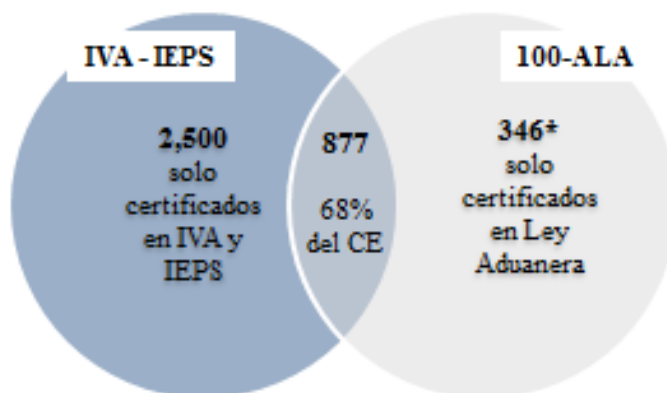 IVA - IEPS
100-ALA
2,500
solo
certificados
en IVA y
IEPS
877
68%
del CE
346*
solo
certificados
en Ley
Aduanera